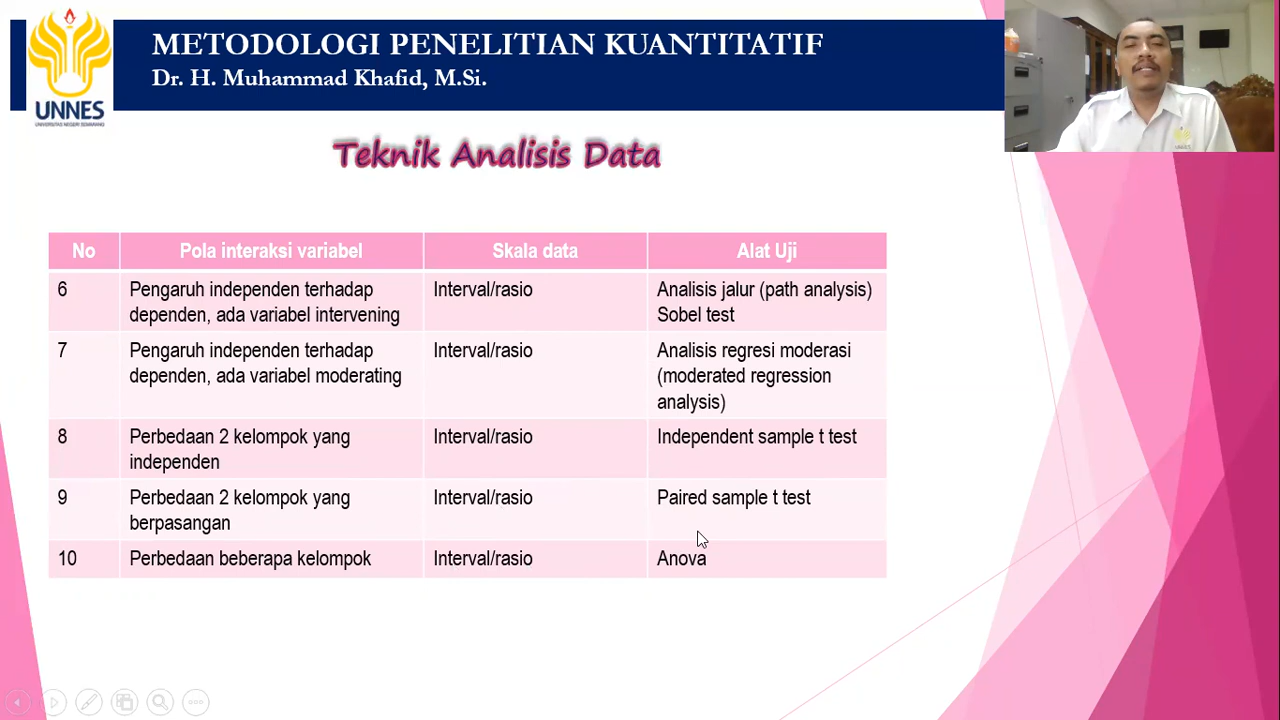 METODOLOGI PENELITIAN KUANTITATIF
Dr. H. Muhammad Khafid, M.Si.
UNNES
UNIVERSITAS NEGERI SEMARANG
Teknik Analisis Data
No Pola interaksi variabel Skala data Alat Uji
6 Pengaruh independen terhadap Interval/rasio Analisis jalur (path analysis)
dependen, ada variabel intervening Sobel test
7 Pengaruh independen terhadap Interval/rasio Analisis regresi moderasi
dependen, ada variabel moderating (moderated regression
analysis)
8 Perbedaan 2 kelompok yang Interval/rasio Independent sample t test
independen
9 Perbedaan 2 kelompok yang Interval/rasio Paired sample t test
berpasangan
10 Perbedaan beberapa kelompok Interval/rasio Anova